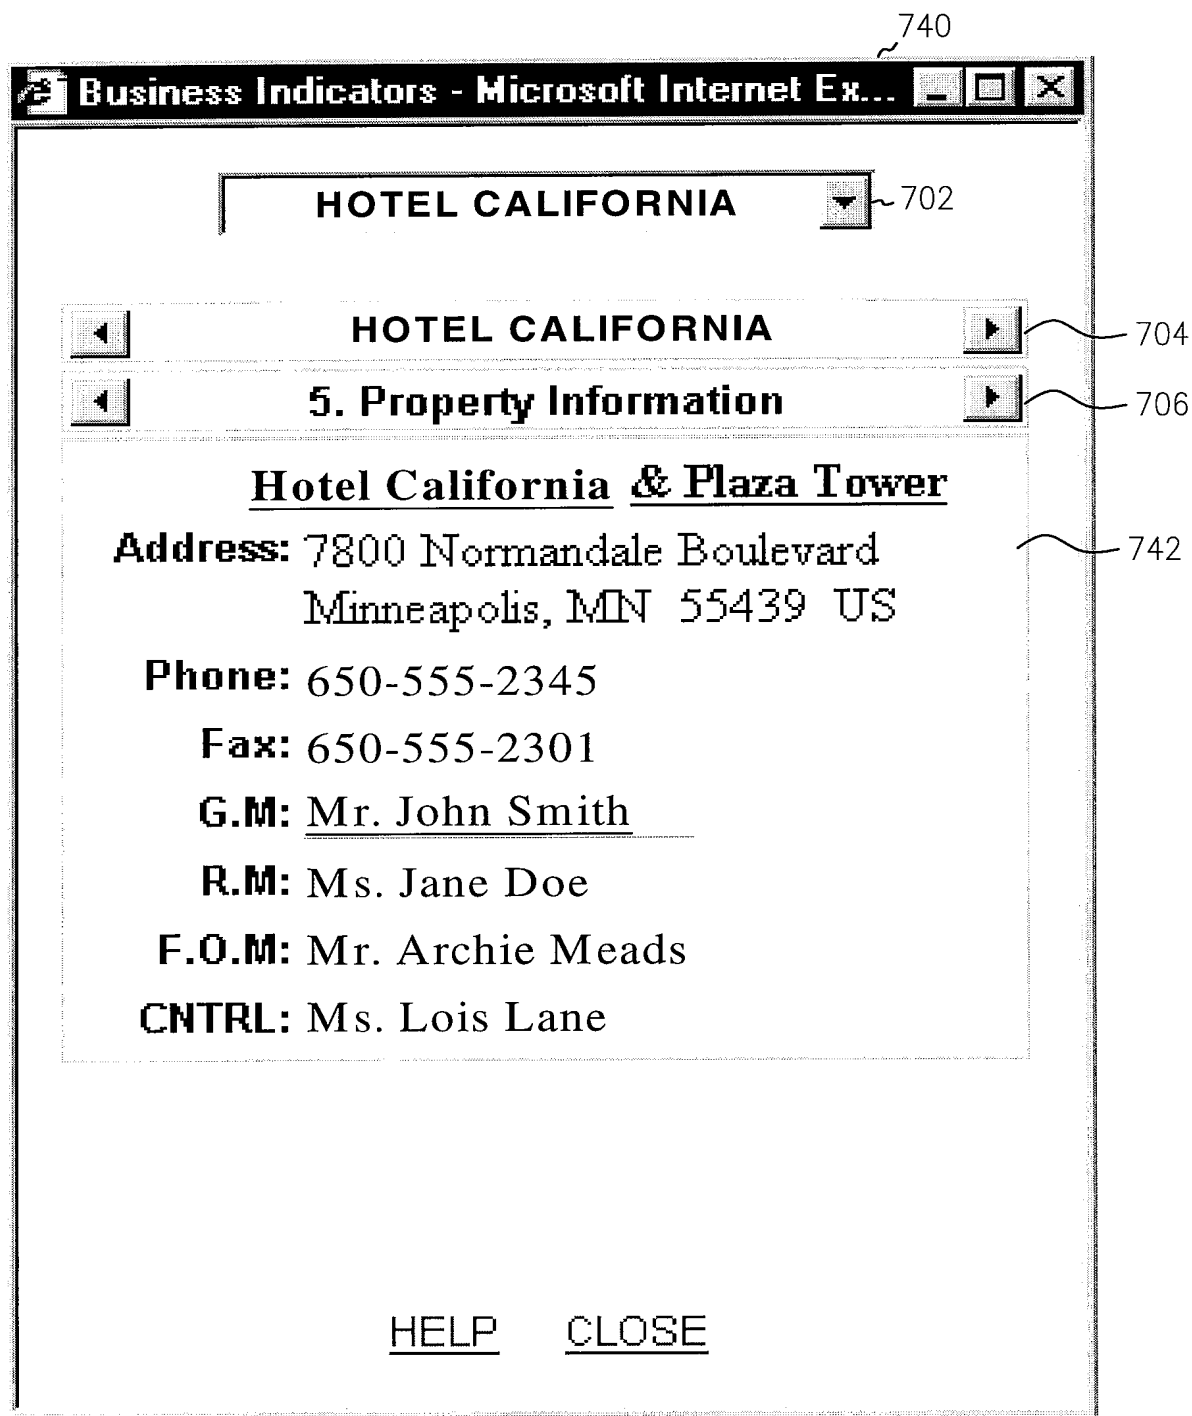 740
Business Indicators - Microsoft Internet Ex...
HOTEL CALIFORNIA
702
HOTEL CALIFORNIA
704
5. Property Information
706
Hotel California & Plaza Tower
Address: 7800 Normandale Boulevard
742
Minneapolis, MN 55439 US
Phone: 650-555-2345
Fax: 650-555-2301
G.M: Mr. John Smith
R.M: Ms. Jane Doe
F.O.M: Mr. Archie Meads
CNTRL: Ms. Lois Lane
HELP CLOSE